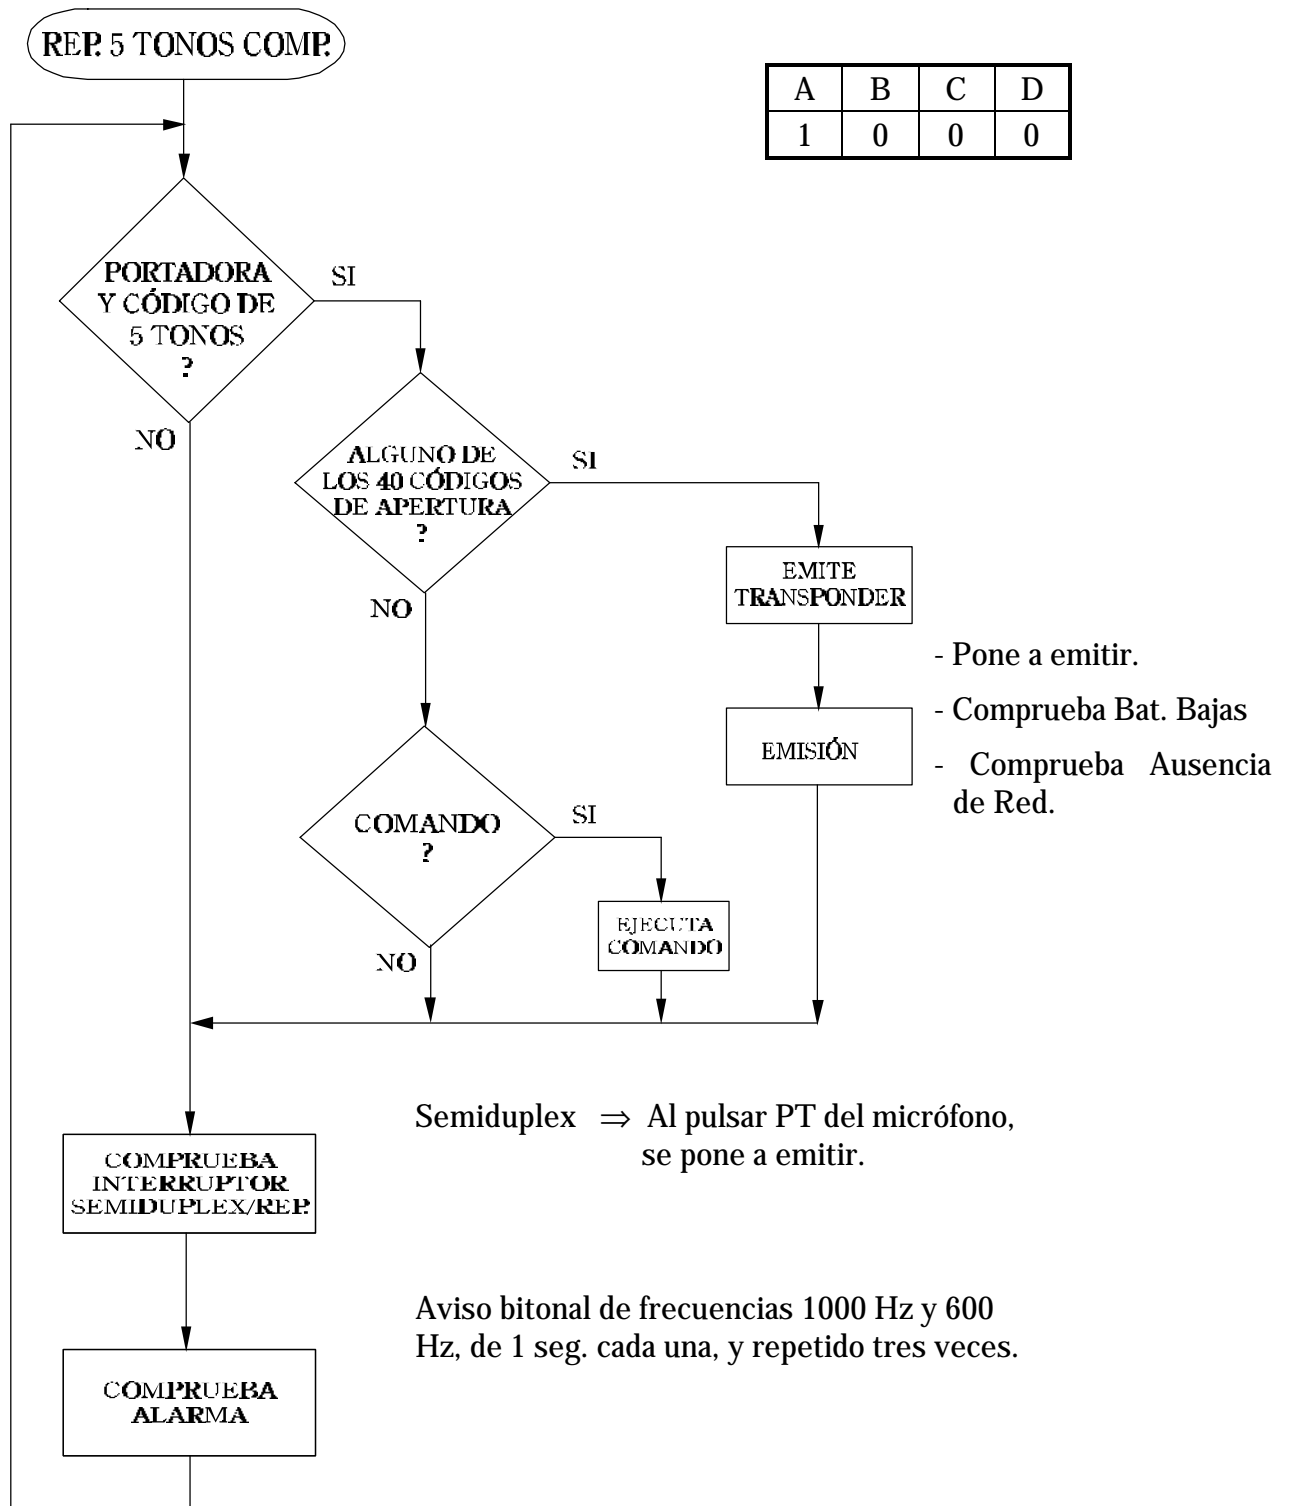 REP. 5 TONOS COMP.
A B C D
1 0 0 0
PORTADORA
Y CÓDIGO DE
5 TONOS
?
SI
NO
ALGUNO DE
LOS 40 CÓDIGOS
DE APERTURA
?
SI
NO
EMITE
TRANSPONDER
EMISIÓN
- Pone a emitir.
- Comprueba Bat. Bajas
- Comprueba Ausencia
de Red.
COMANDO
?
SI
NO
EJECUTA
COMANDO
Semiduplex ⇒ Al pulsar PT del micrófono,
se pone a emitir.
COMPRUEBA
INTERRUPTOR
SEMIDUPLEX/REP.
Aviso bitonal de frecuencias 1000 Hz y 600
Hz, de 1 seg. cada una, y repetido tres veces.
COMPRUEBA
ALARMA